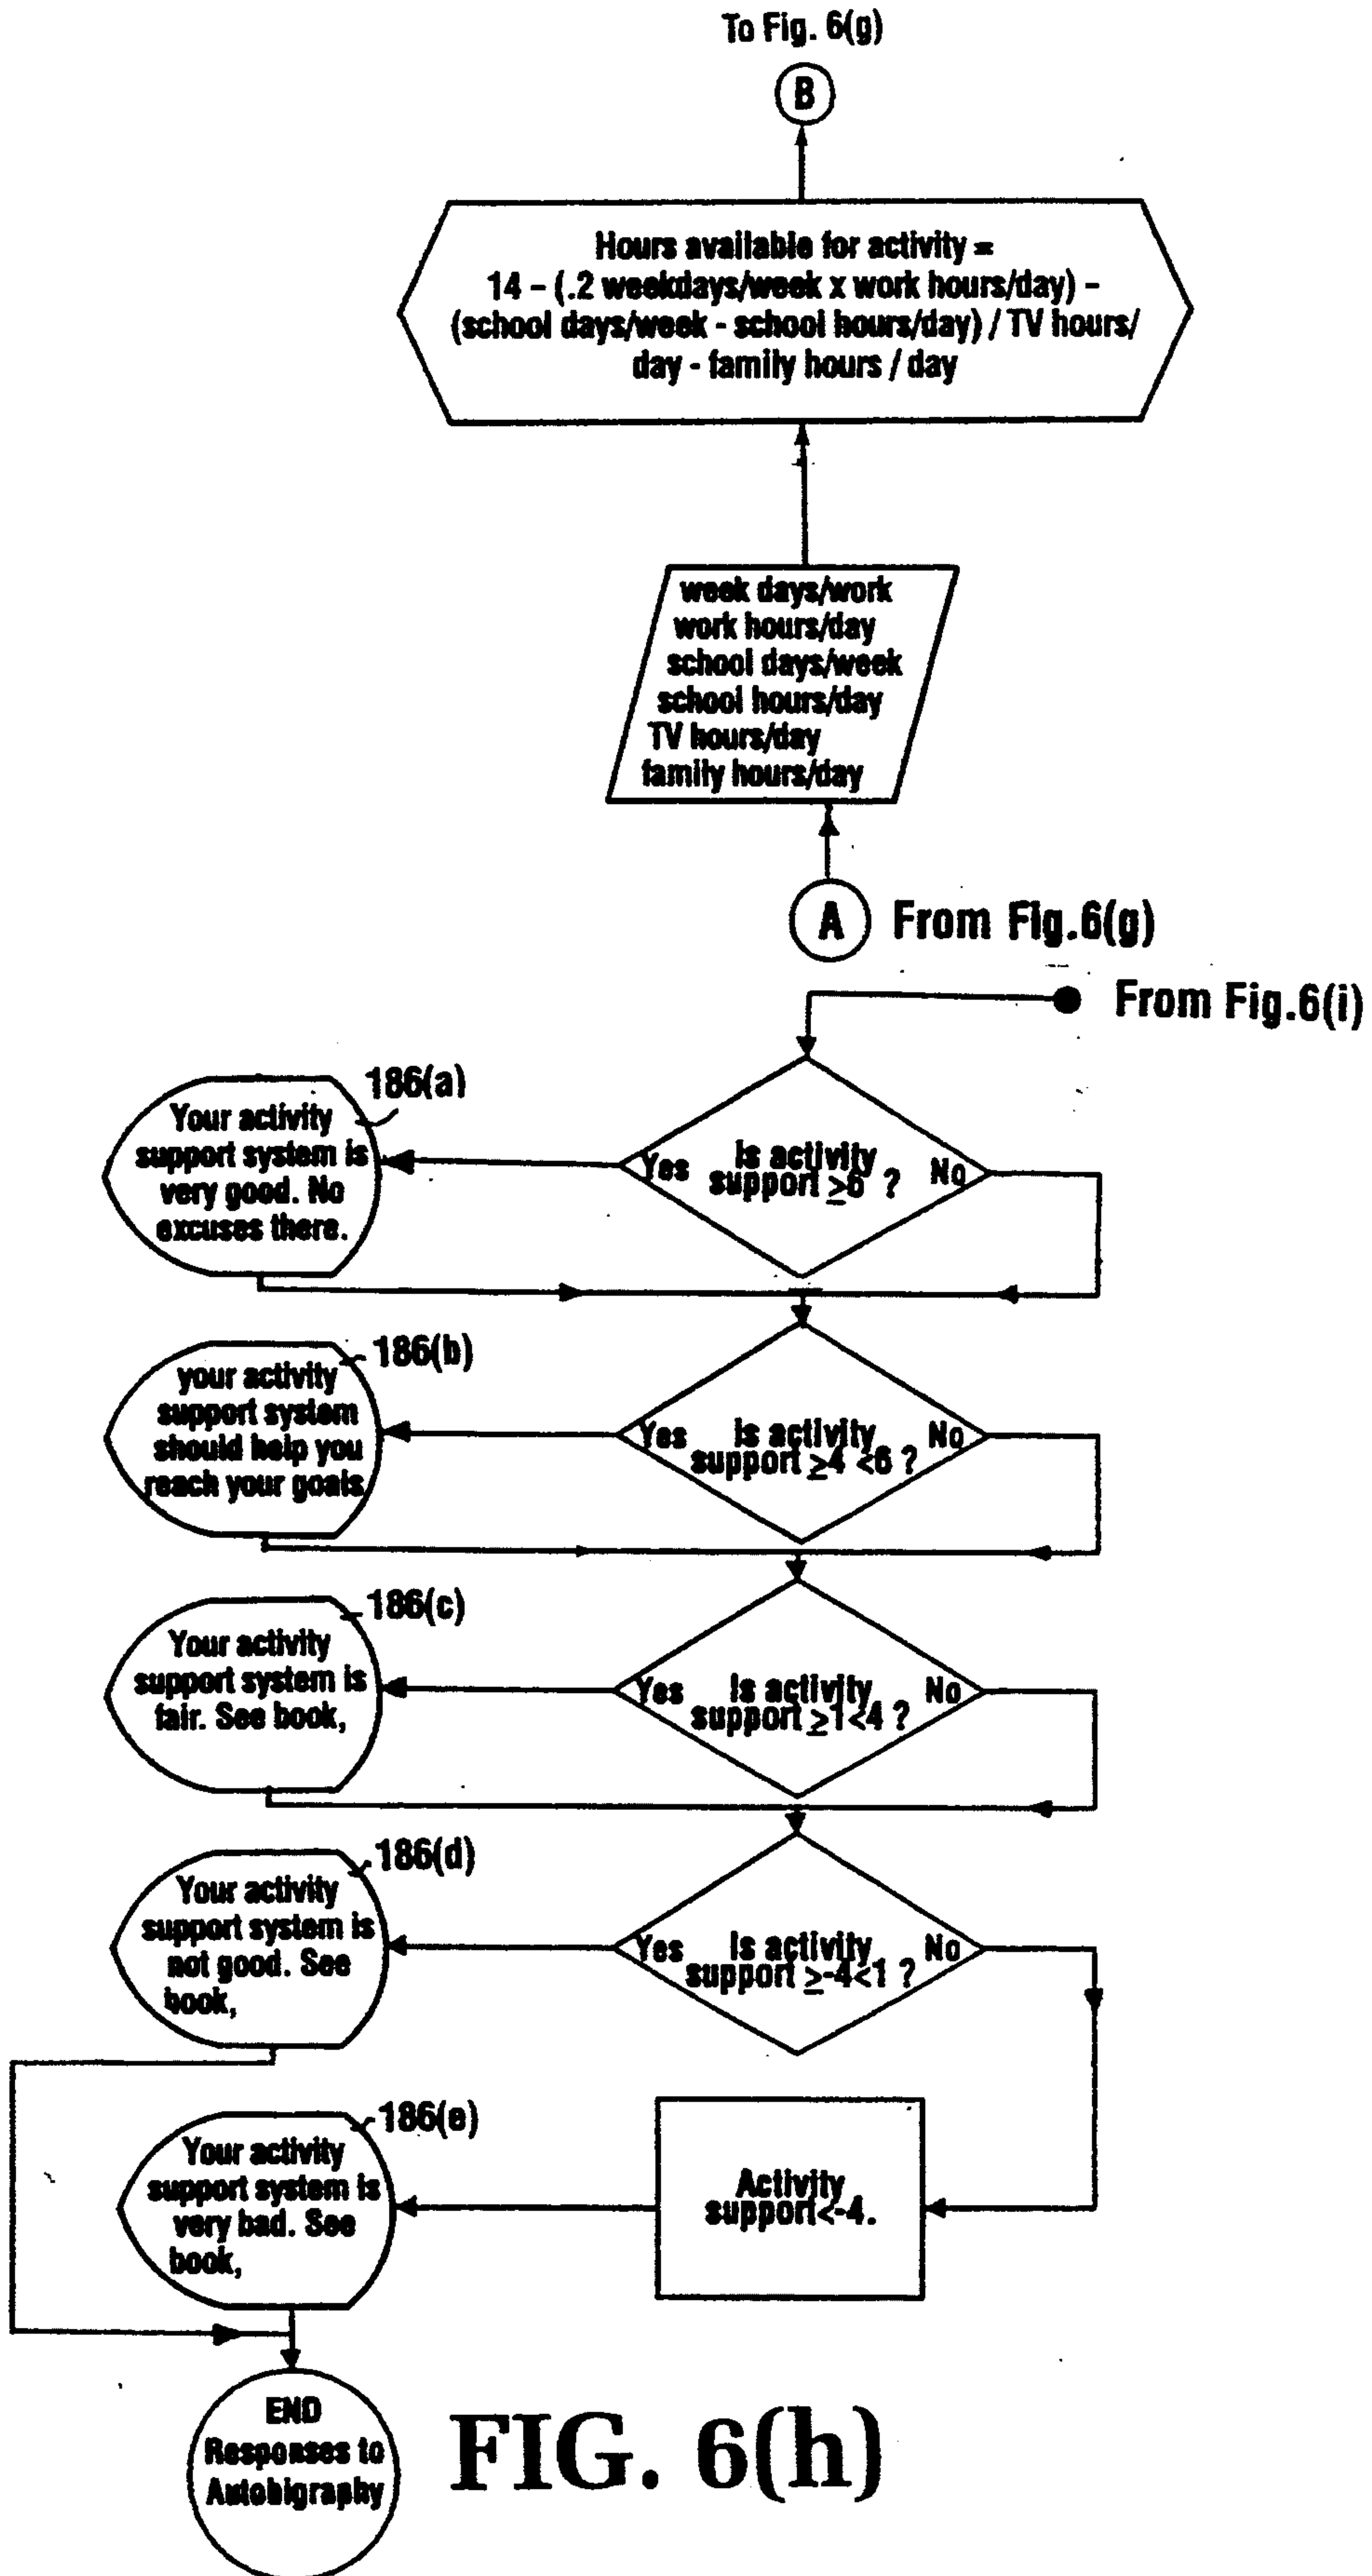 To Fig. 6(g)
B
Hours available for activity =
14 – (.2 weekdays/week x work hours/day) –
(school days/week - school hours/day) / TV hours/
day - family hours / day
week days/work
work hours/day
school days/week
school hours/day
TV hours/day
family hours/day
A From Fig.6(g)
From Fig.6(i)
186(a)
Your activity
support system is
very good. No
excuses there.
Yes Is activity No
support ≥6 ?
186(b)
your activity
support system
should help you
reach your goals
Yes Is activity No
support ≥4 <6 ?
186(c)
Your activity
support system is
fair. See book,
Yes Is activity No
support ≥1<4 ?
186(d)
Your activity
support system is
not good. See
book,
Yes Is activity No
support ≥-4<1 ?
186(e)
Your activity
support system is
very bad. See
book,
Activity
support<-4.
END
Responses to
Autobigraphy
FIG. 6(h)